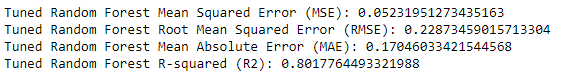 Tuned Random Forest Mean Squared Error (MSE): 0.05231951273435163
Tuned Random Forest Root Mean Squared Error (RMSE): 0.22873459015713304
Tuned Random Forest Mean Absolute Error (MAE): 0.17046033421544568
Tuned Random Forest R-squared (R2): 0.8017764493321988